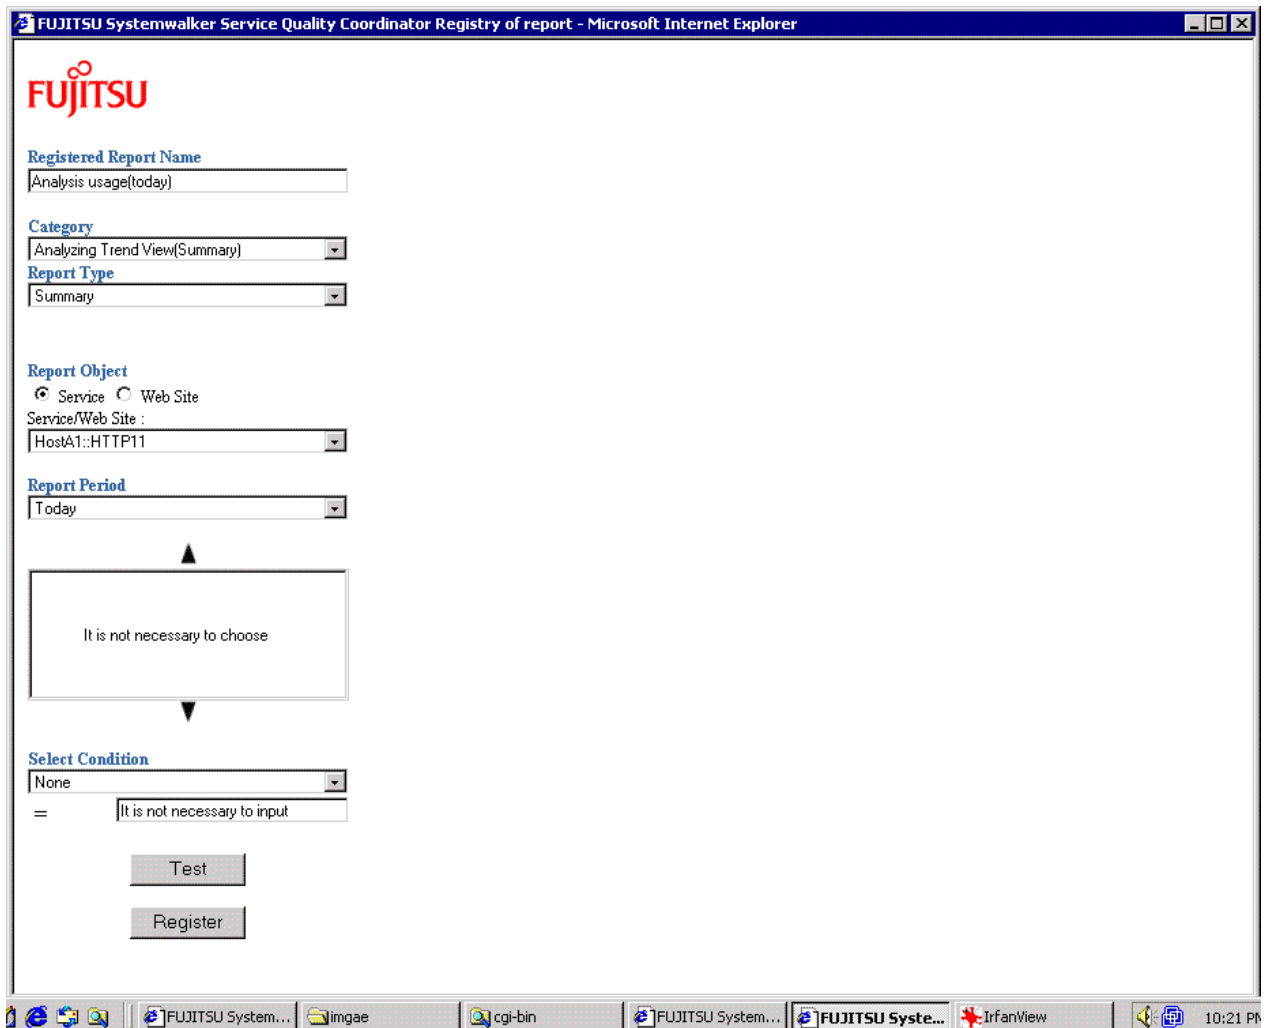 FUJITSU Systemwalker Service Quality Coordinator Registry of report - Microsoft Internet Explorer
FUJITSU
Registered Report Name
Analysis usage(today)
Category
Analyzing Trend View(Summary)
Report Type
Summary
Report Object
Service Web Site
Service/Web Site :
HostA1::HTTP11
Report Period
Today
It is not necessary to choose
Select Condition
None
= It is not necessary to input
Test
Register
FUJITSU System... imgae cgi-bin FUJITSU System... FUJITSU Syste... IrfanView 10:21 PM